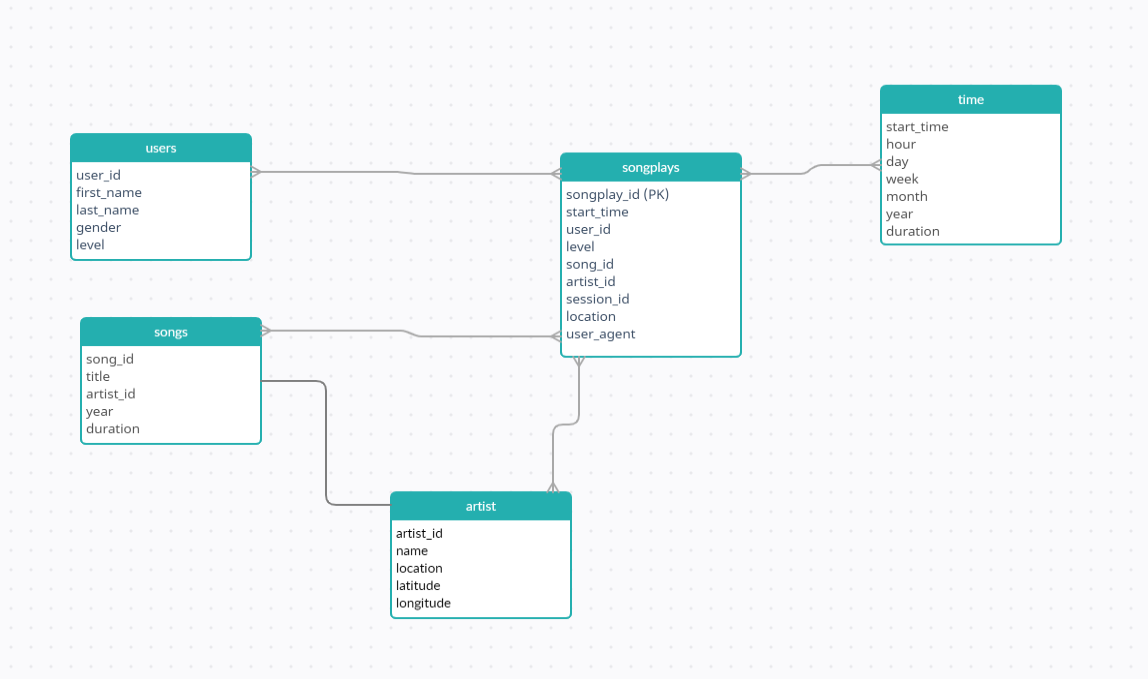 users
user_id
first_name
last_name
gender
level
songplays
songplay_id (PK)
start_time
user_id
level
song_id
artist_id
session_id
location
user_agent
time
start_time
hour
day
week
month
year
duration
songs
song_id
title
artist_id
year
duration
artist
artist_id
name
location
latitude
longitude